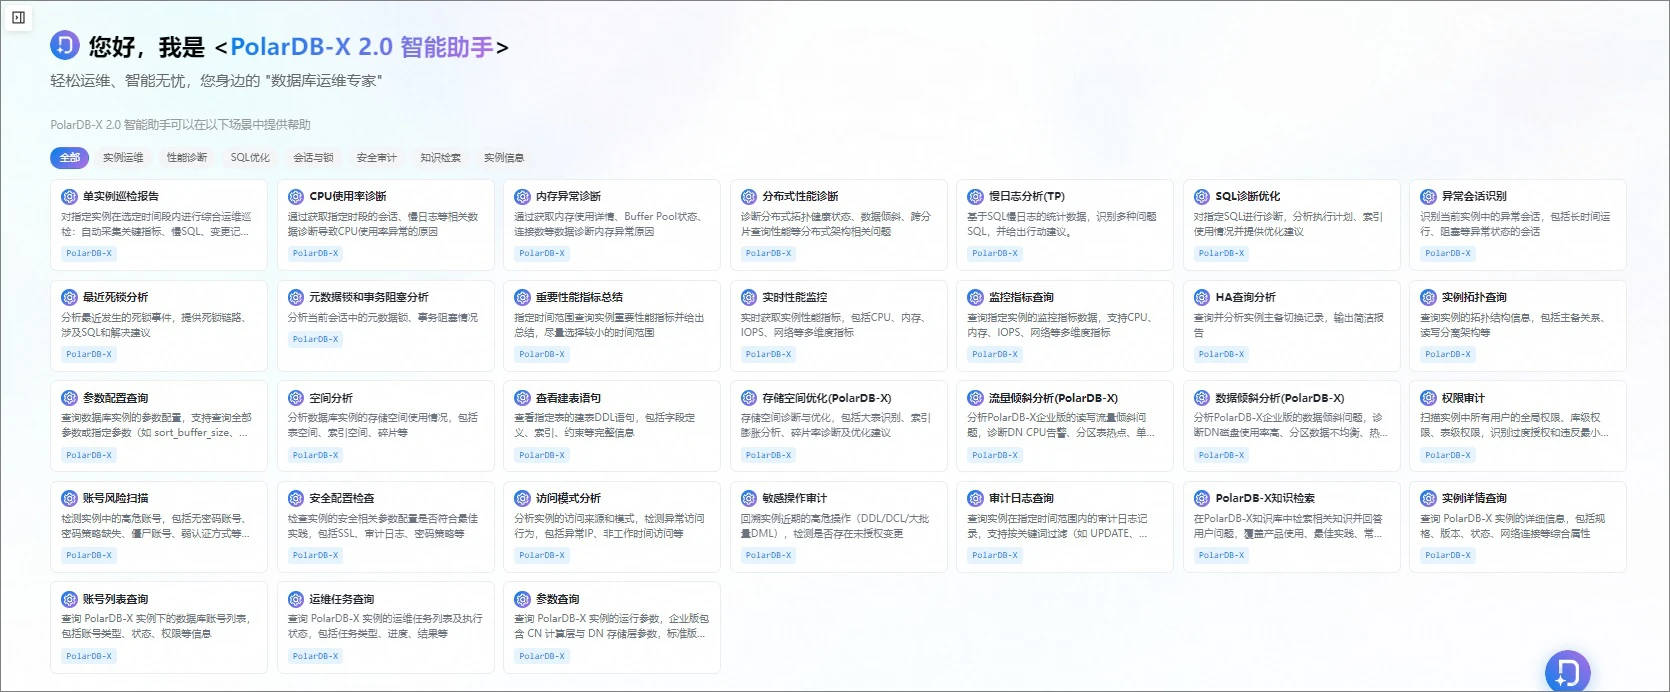 您好，我是 <PolarDB-X 2.0 智能助手>
轻松运维、智能无忧，您身边的 "数据库运维专家"
PolarDB-X 2.0 智能助手可以在以下场景中提供帮助
全部 实例运维 性能诊断 SQL优化 会话与锁 安全审计 知识检索 实例信息
单实例巡检报告
对指定实例在选定时间段内进行综合运维巡
检：自动采集关键指标、慢SQL、变更记...
PolarDB-X
CPU使用率诊断
通过获取指定时段的会话、慢日志等相关数
据诊断导致CPU使用率异常的原因
PolarDB-X
内存异常诊断
通过获取内存使用详情、Buffer Pool状态、
连接数等数据诊断内存异常原因
PolarDB-X
分布式性能诊断
诊断分布式拓扑健康状态、数据倾斜、跨分
片查询性能等分布式架构相关问题
PolarDB-X
慢日志分析(TP)
基于SQL慢日志的统计数据，识别多种问题
SQL，并给出行动建议。
PolarDB-X
SQL诊断优化
对指定SQL进行诊断，分析执行计划、索引
使用情况并提供优化建议
PolarDB-X
异常会话识别
识别当前实例中的异常会话，包括长时间运
行、阻塞等异常状态的会话
PolarDB-X
最近死锁分析
分析最近发生的死锁事件，提供死锁链路、
涉及SQL和解决建议
PolarDB-X
元数据锁和事务阻塞分析
分析当前会话中的元数据锁、事务阻塞情况
PolarDB-X
重要性能指标总结
指定时间范围查询实例重要性能指标并给出
总结，尽量选择较小的时间范围
PolarDB-X
实时性能监控
实时获取实例性能指标，包括CPU、内存、
IOPS、网络等多维度指标
PolarDB-X
监控指标查询
查询指定实例的监控指标数据，支持CPU、
内存、IOPS、网络等多维度指标
PolarDB-X
HA查询分析
查询并分析实例主备切换记录，输出简洁报
告
PolarDB-X
实例拓扑查询
查询实例的拓扑结构信息，包括主备关系、
读写分离架构等
PolarDB-X
参数配置查询
查询数据库实例的参数配置，支持查询全部
参数或指定参数（如 sort_buffer_size、...
PolarDB-X
空间分析
分析数据库实例的存储空间使用情况，包括
表空间、索引空间、碎片等
PolarDB-X
查看建表语句
查看指定表的建表DDL语句，包括字段定
义、索引、约束等完整信息
PolarDB-X
存储空间优化(PolarDB-X)
存储空间诊断与优化，包括大表识别、索引
膨胀分析、碎片率诊断及优化建议
PolarDB-X
流量倾斜分析(PolarDB-X)
分析PolarDB-X企业版的读写流量倾斜问
题，诊断DN CPU告警、分区表热点、单...
PolarDB-X
数据倾斜分析(PolarDB-X)
分析PolarDB-X企业版的数据倾斜问题，诊
断DN磁盘使用率高、分区数据不均衡、热...
PolarDB-X
权限审计
扫描实例中所有用户的全局权限、库级权
限、表级权限，识别过度授权和违反最小...
PolarDB-X
账号风险扫描
检测实例中的高危账号，包括无密码账号、
密码策略缺失、僵尸账号、弱认证方式等...
PolarDB-X
安全配置检查
检查实例的安全相关参数配置是否符合最佳
实践，包括SSL、审计日志、密码策略等
PolarDB-X
访问模式分析
分析实例的访问来源和模式，检测异常访问
行为，包括异常IP、非工作时间访问等
PolarDB-X
敏感操作审计
回溯实例近期的高危操作（DDL/DCL/大批
量DML），检测是否存在未授权变更
PolarDB-X
审计日志查询
查询实例在指定时间范围内的审计日志记
录，支持按关键词过滤（如 UPDATE、...
PolarDB-X
PolarDB-X知识检索
在PolarDB-X知识库中检索相关知识并回答
用户问题，覆盖产品使用、最佳实践、常...
PolarDB-X
实例详情查询
查询 PolarDB-X 实例的详细信息，包括规
格、版本、状态、网络连接等综合属性
PolarDB-X
账号列表查询
查询 PolarDB-X 实例下的数据库账号列表，
包括账号类型、状态、权限等信息
PolarDB-X
运维任务查询
查询 PolarDB-X 实例的运维任务列表及执行
状态，包括任务类型、进度、结果等
PolarDB-X
参数查询
查询 PolarDB-X 实例的运行参数，企业版包
含 CN 计算层与 DN 存储层参数，标准版...
PolarDB-X